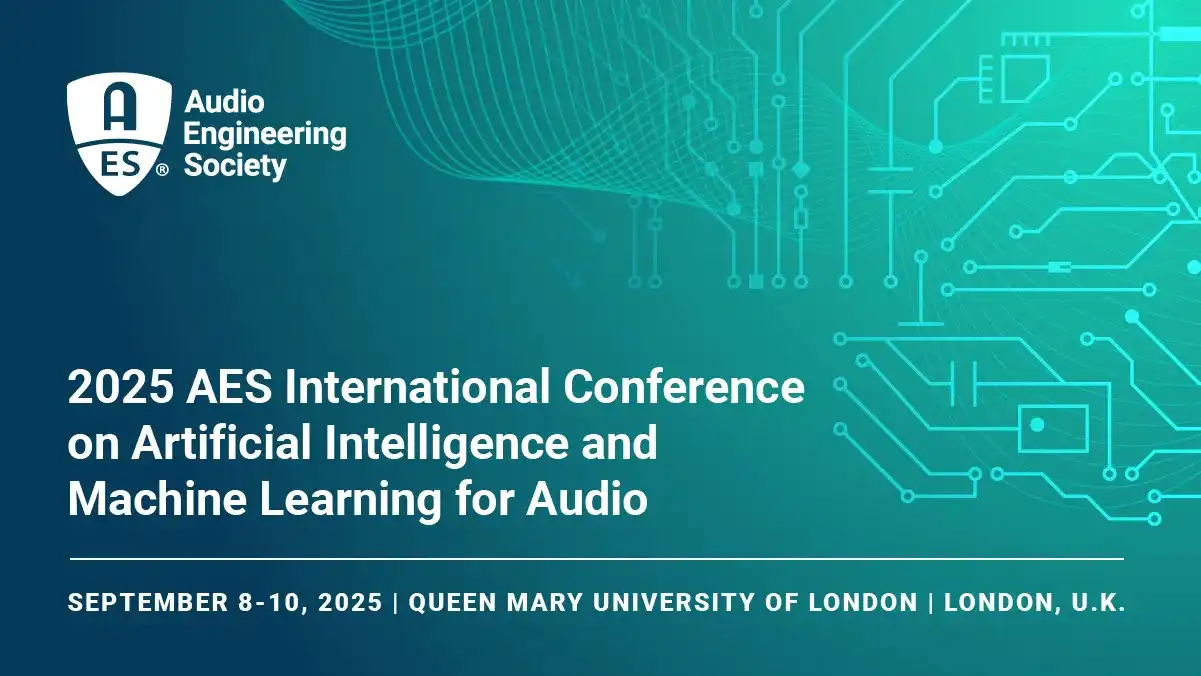 A
ES
®
Audio
Engineering
Society
2025 AES International Conference
on Artificial Intelligence and
Machine Learning for Audio
SEPTEMBER 8-10, 2025 | QUEEN MARY UNIVERSITY OF LONDON | LONDON, U.K.